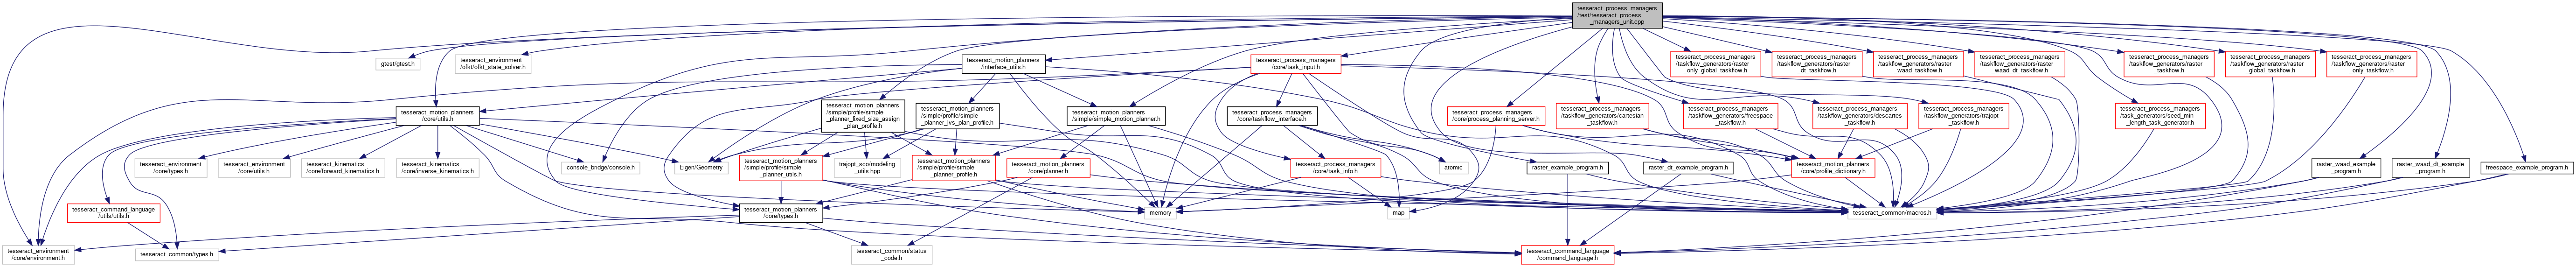 tesseract_process_managers
/test/tesseract_process
_managers_unit.cpp
gtest/gtest.h
tesseract_environment
/ofkt/ofkt_state_solver.h
tesseract_motion_planners
/interface_utils.h
tesseract_process_managers
/core/task_input.h
tesseract_process_managers
/taskflow_generators/raster
_only_global_taskflow.h
tesseract_process_managers
/taskflow_generators/raster
_dt_taskflow.h
tesseract_process_managers
/taskflow_generators/raster
_waad_taskflow.h
tesseract_process_managers
/taskflow_generators/raster
_waad_dt_taskflow.h
tesseract_process_managers
/taskflow_generators/raster
_taskflow.h
tesseract_process_managers
/taskflow_generators/raster
_global_taskflow.h
tesseract_process_managers
/taskflow_generators/raster
_only_taskflow.h
tesseract_motion_planners
/core/utils.h
tesseract_motion_planners
/simple/profile/simple
_planner_fixed_size_assign
_plan_profile.h
tesseract_motion_planners
/simple/profile/simple
_planner_lvs_plan_profile.h
tesseract_motion_planners
/simple/simple_motion_planner.h
tesseract_process_managers
/core/taskflow_interface.h
tesseract_process_managers
/core/process_planning_server.h
tesseract_process_managers
/taskflow_generators/cartesian
_taskflow.h
tesseract_process_managers
/taskflow_generators/freespace
_taskflow.h
tesseract_process_managers
/taskflow_generators/descartes
_taskflow.h
tesseract_process_managers
/taskflow_generators/trajopt
_taskflow.h
tesseract_process_managers
/task_generators/seed_min
_length_task_generator.h
tesseract_environment
/core/types.h
tesseract_environment
/core/utils.h
tesseract_kinematics
/core/forward_kinematics.h
tesseract_kinematics
/core/inverse_kinematics.h
console_bridge/console.h
Eigen/Geometry
tesseract_motion_planners
/simple/profile/simple
_planner_utils.h
trajopt_sco/modeling
_utils.hpp
tesseract_motion_planners
/simple/profile/simple
_planner_profile.h
tesseract_motion_planners
/core/planner.h
tesseract_process_managers
/core/task_info.h
atomic
raster_example_program.h
raster_dt_example_program.h
tesseract_motion_planners
/core/profile_dictionary.h
raster_waad_example
_program.h
raster_waad_dt_example
_program.h
freespace_example_program.h
tesseract_command_language
/utils/utils.h
tesseract_motion_planners
/core/types.h
memory
map
tesseract_common/macros.h
tesseract_environment
/core/environment.h
tesseract_common/types.h
tesseract_common/status
_code.h
tesseract_command_language
/command_language.h